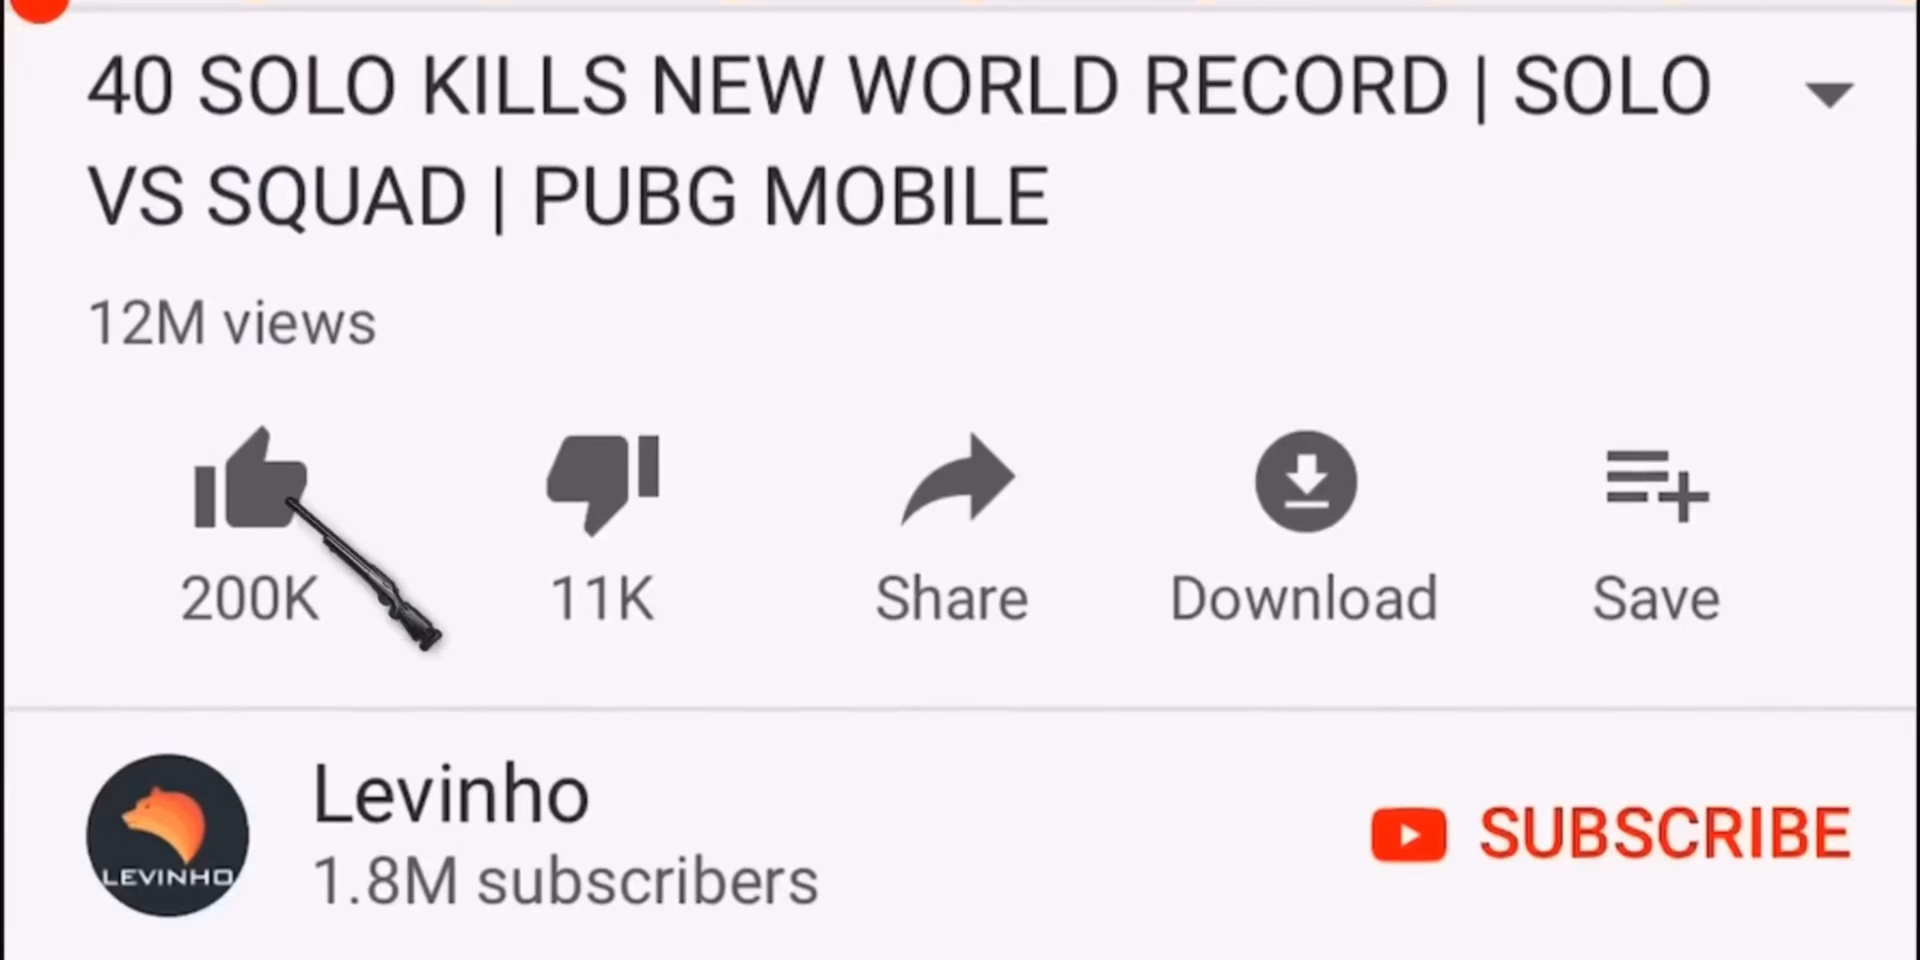 40 SOLO KILLS NEW WORLD RECORD | SOLO
VS SQUAD | PUBG MOBILE
12M views
200K
11K
Share
Download
Save
LEVINHO
Levinho
1.8M subscribers
SUBSCRIBE